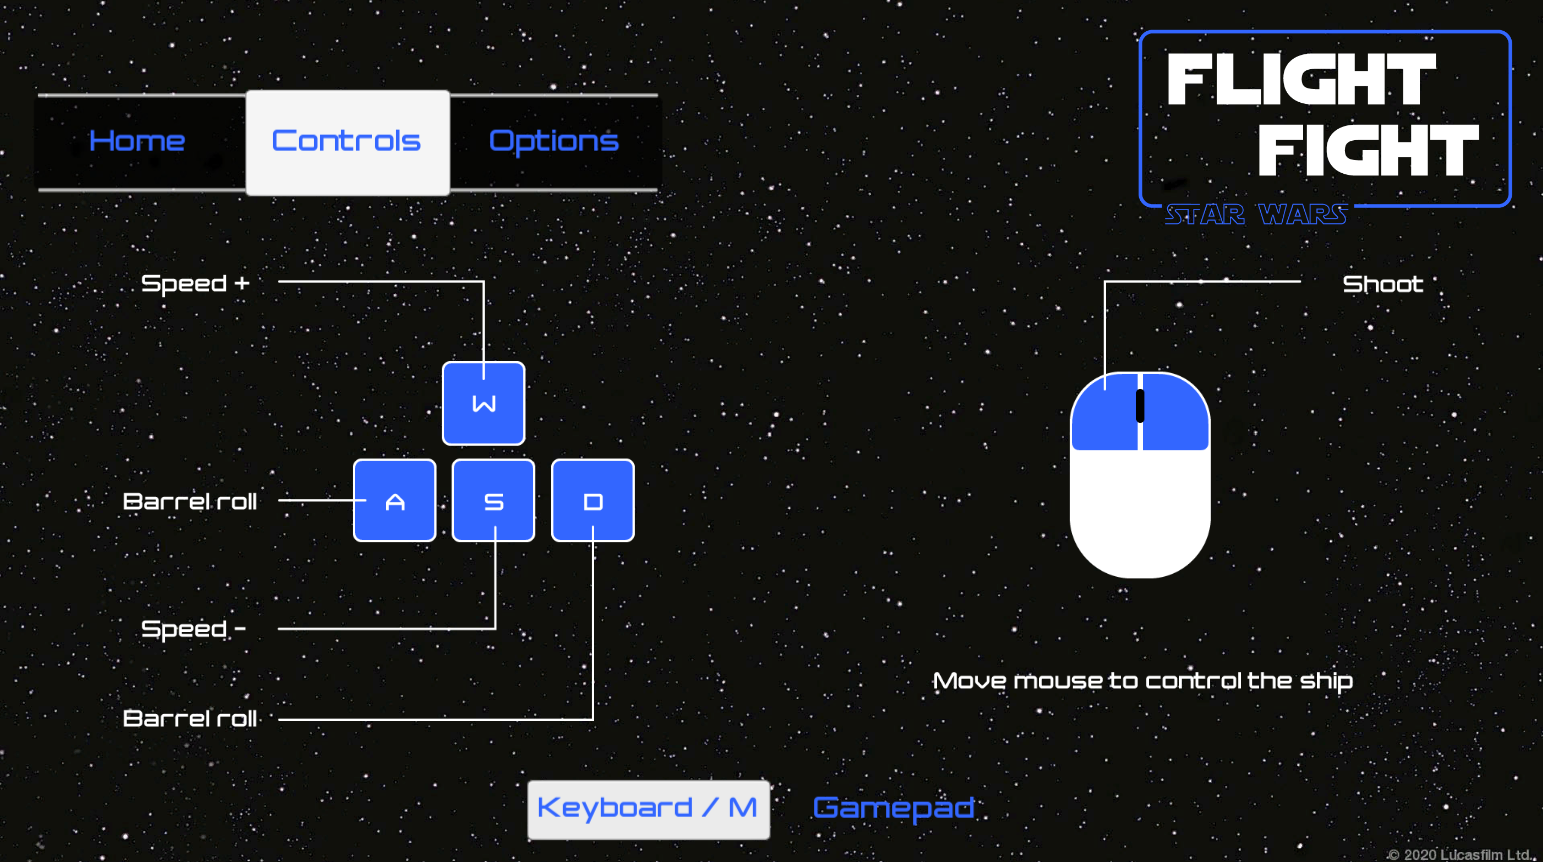 FLIGHT
FIGHT
STAR WARS
Home
Controls
Options
Speed +
Shoot
W
Barrel roll
A
S
D
Speed -
Move mouse to control the ship
Barrel roll
Keyboard / M
Gamepad
© 2020 Lucasfilm Ltd.